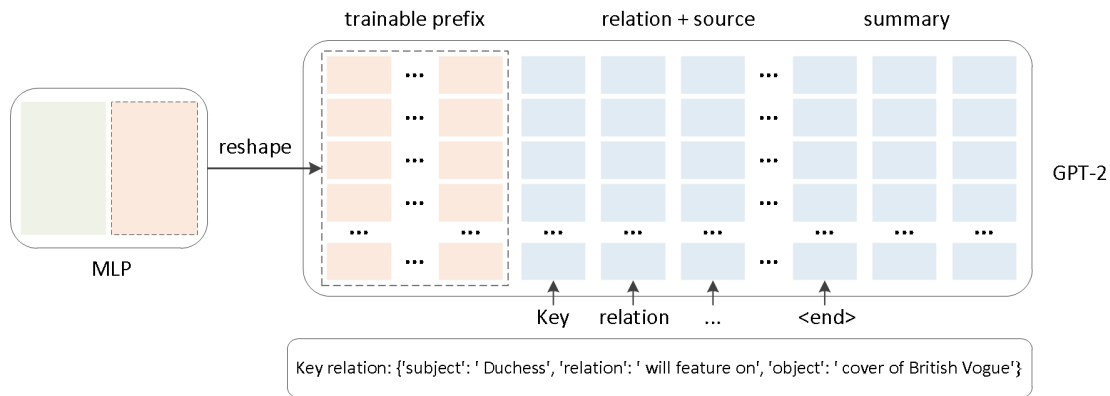 trainable prefix relation + source summary
reshape
GPT-2
MLP
Key relation ... <end>
Key relation: {'subject': ' Duchess', 'relation': ' will feature on', 'object': ' cover of British Vogue'}